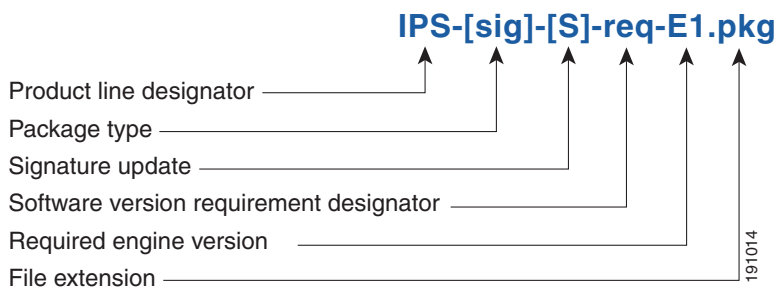 IPS-[sig]-[S]-req-E1.pkg
Product line designator
Package type
Signature update
Software version requirement designator
Required engine version
File extension
191014